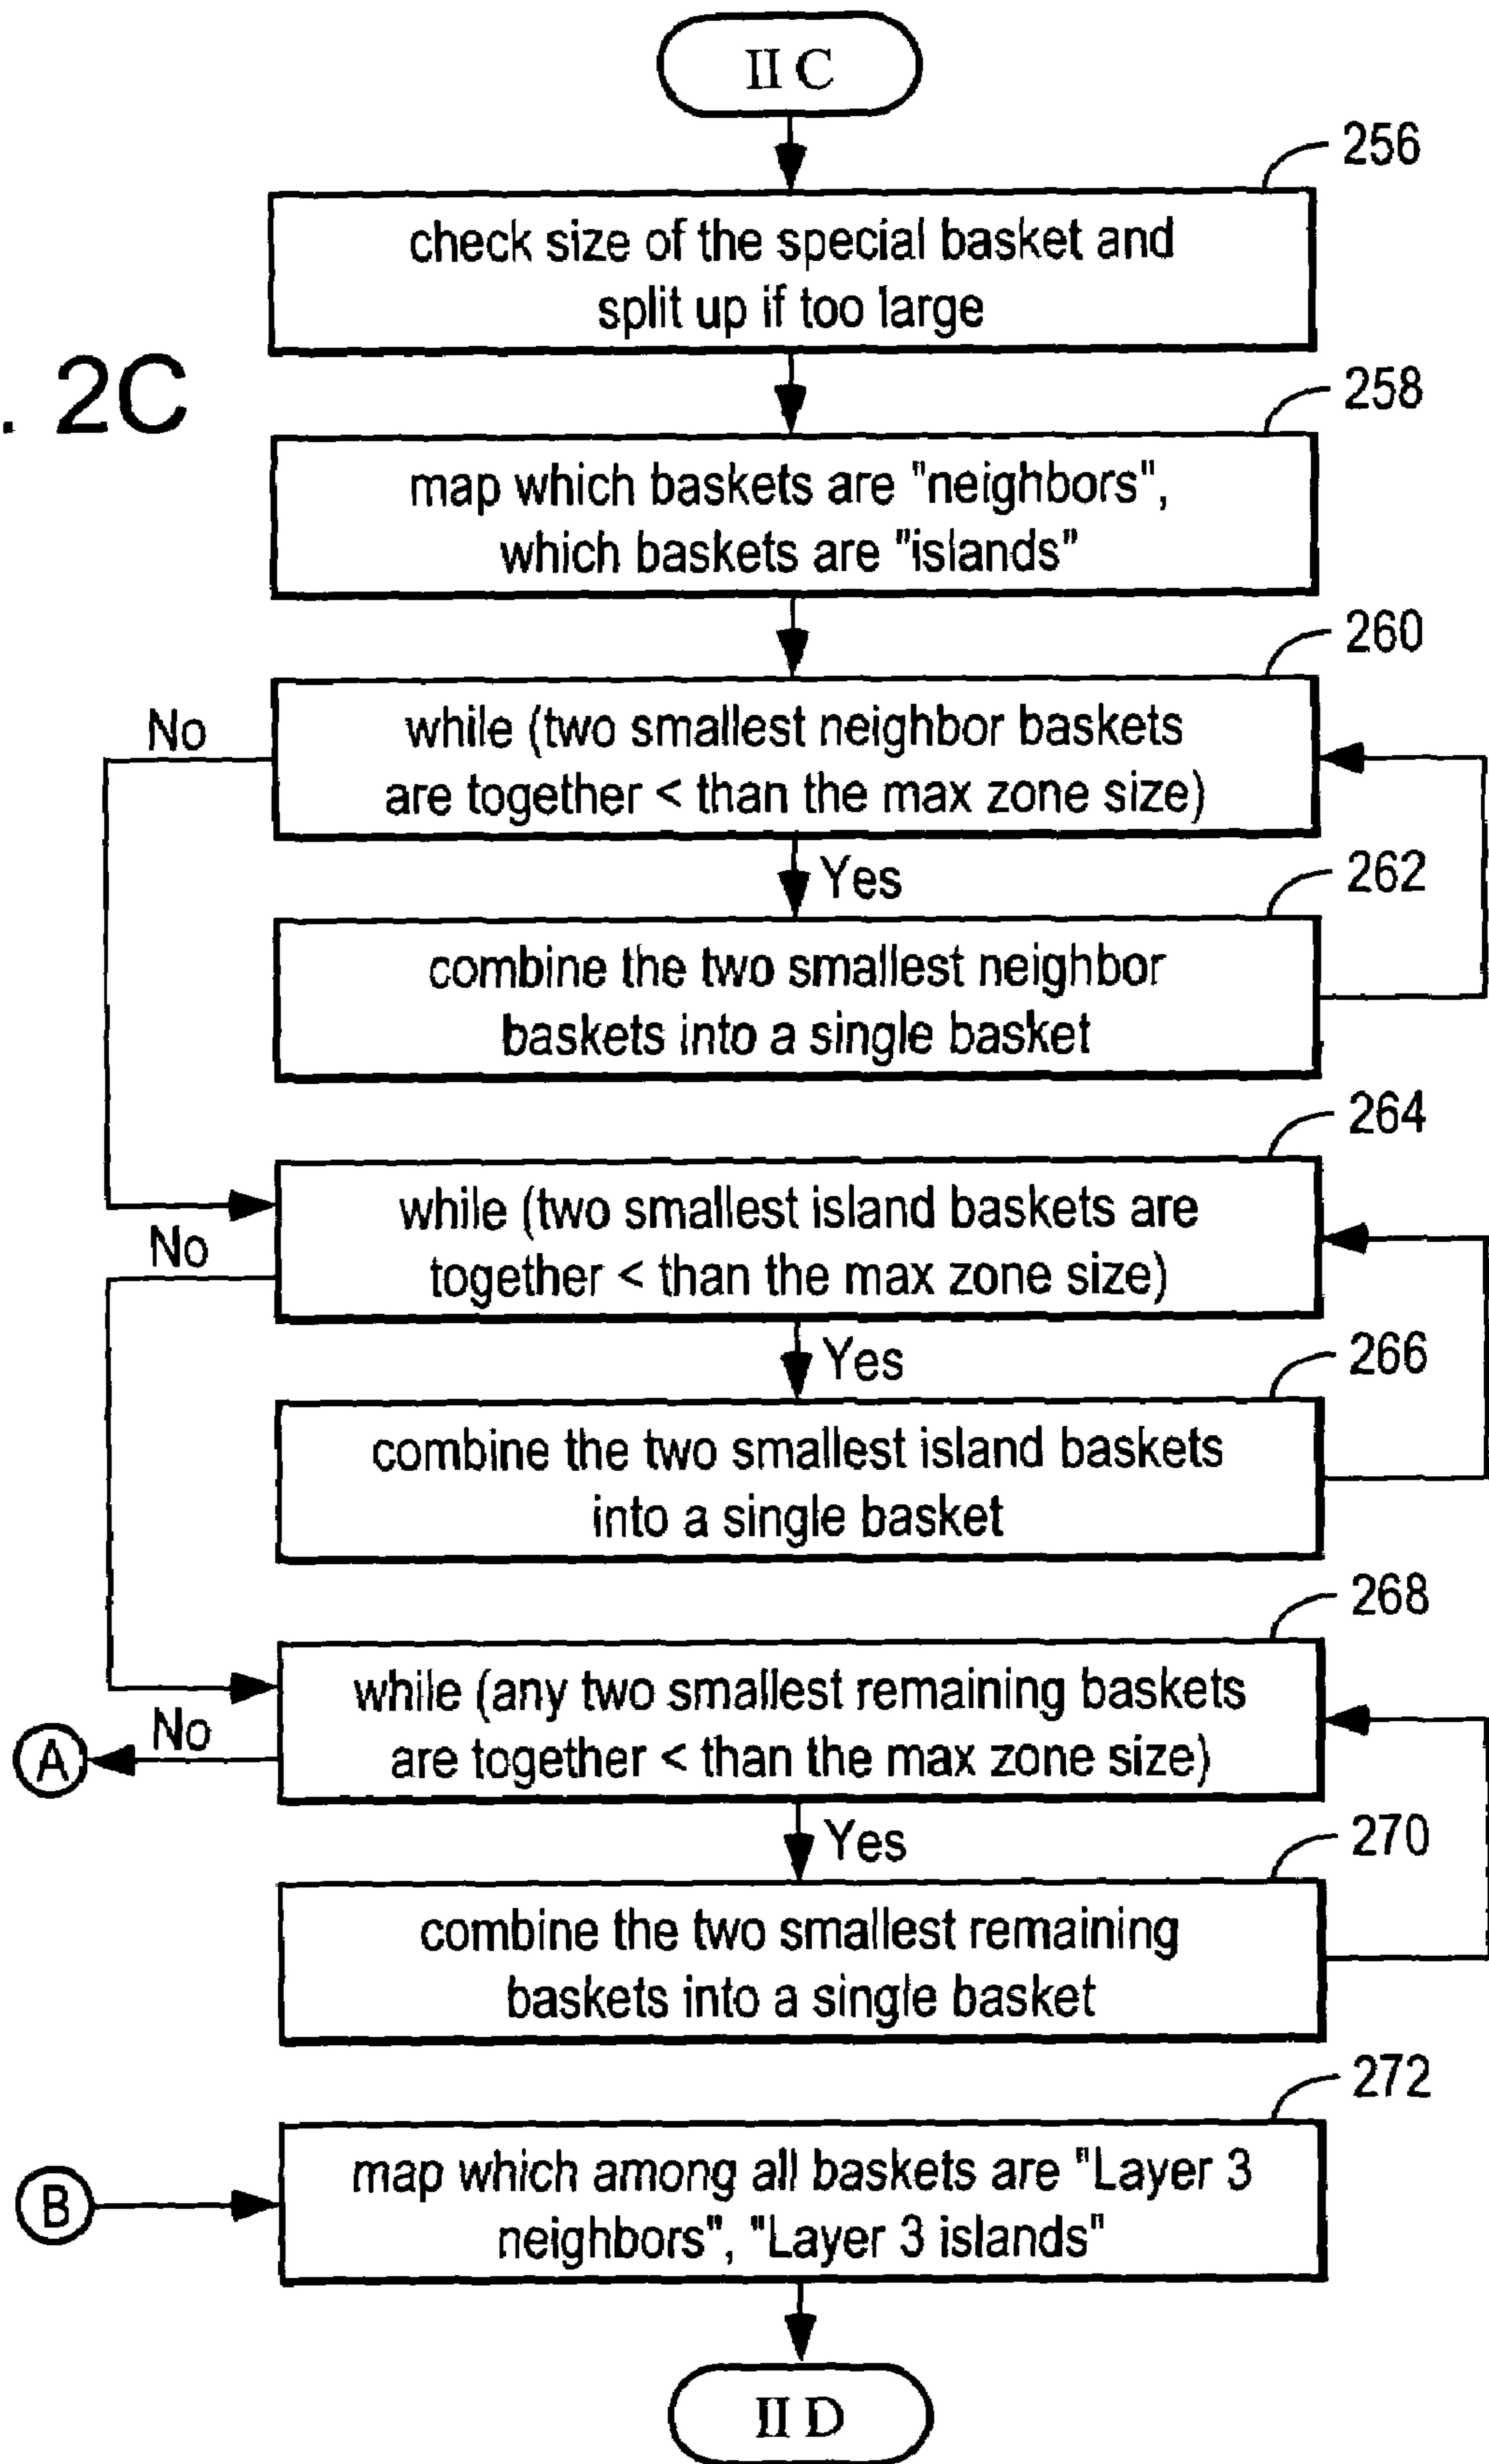 II C
256
check size of the special basket and
split up if too large
. 2C
258
map which baskets are "neighbors",
which baskets are "islands"
260
No
while (two smallest neighbor baskets
are together < than the max zone size)
Yes
262
combine the two smallest neighbor
baskets into a single basket
264
while (two smallest island baskets are
together < than the max zone size)
No
Yes
266
combine the two smallest island baskets
into a single basket
268
while (any two smallest remaining baskets
are together < than the max zone size)
No
A
Yes
270
combine the two smallest remaining
baskets into a single basket
272
B
map which among all baskets are "Layer 3
neighbors", "Layer 3 islands"
II D